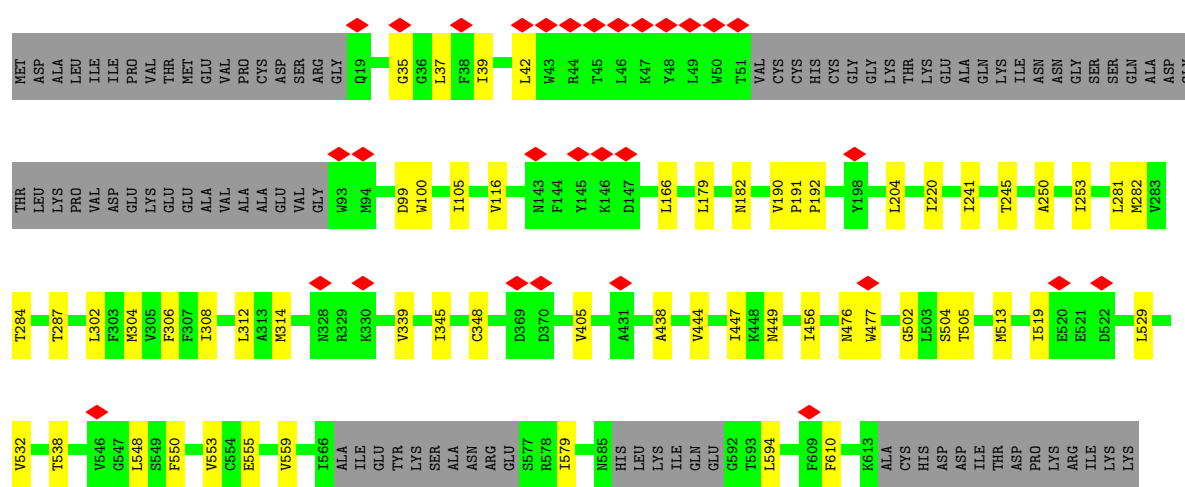 MET ASP ALA LEU ILE ILE PRO VAL THR MET GLU VAL PRO CYS ASP SER ARG GLY Q19 G35 G36 L37 F38 I39 L42 W43 R44 T45 L46 K47 Y48 L49 W50 T51 VAL CYS CYS HIS CYS GLY GLY LYS THR LYS GLU ALA GLN LYS ILE ASN ASN GLY SER SER GLN ALA ASP GLY
THR LEU LYS PRO VAL ASP GLU LYS GLU GLU ALA VAL ALA ALA GLU VAL GLY W93 M94 D99 W100 I105 V116 N143 F144 Y145 K146 D147 L166 L179 N182 V190 P191 P192 Y198 L204 I220 I241 T245 A250 I253 L281 M282 V283
T284 T287 L302 F303 M304 V305 F306 F307 I308 L312 A313 M314 N328 R329 K330 V339 I345 C348 D369 D370 V405 A431 A438 V444 I447 K448 N449 I456 N476 W477 G502 L503 S504 T505 M513 I519 E520 E521 D522 L529
V532 T538 V546 G547 L548 S549 F550 V553 C554 E555 V559 I566 ALA ILE GLU TYR LYS SER ALA ASN ARG GLU S577 R578 I579 N585 HIS LEU LYS ILE GLN GLU G592 T593 L594 F609 F610 K613 ALA CYS HIS ASP ASP ILE THR ASP PRO LYS ARG ILE LYS LYS